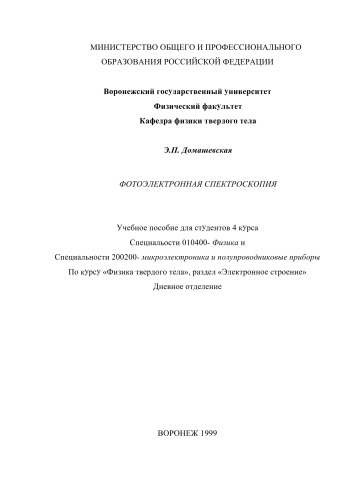 МИНИСТЕРСТВО ОБЩЕГО И ПРОФЕССИОНАЛЬНОГО
ОБРАЗОВАНИЯ РОССИЙСКОЙ ФЕДЕРАЦИИ
Воронежский государственный университет
Физический факультет
Кафедра физики твердого тела
Э.П. Домашевская
ФОТОЭЛЕКТРОННАЯ СПЕКТРОСКОПИЯ
Учебное пособие для студентов 4 курса
Специальости 010400- Физика и
Специальности 200200- микроэлектроника и полупроводниковые приборы
По курсу «Физика твердого тела», раздел «Электронное строение»
Дневное отделение
ВОРОНЕЖ 1999